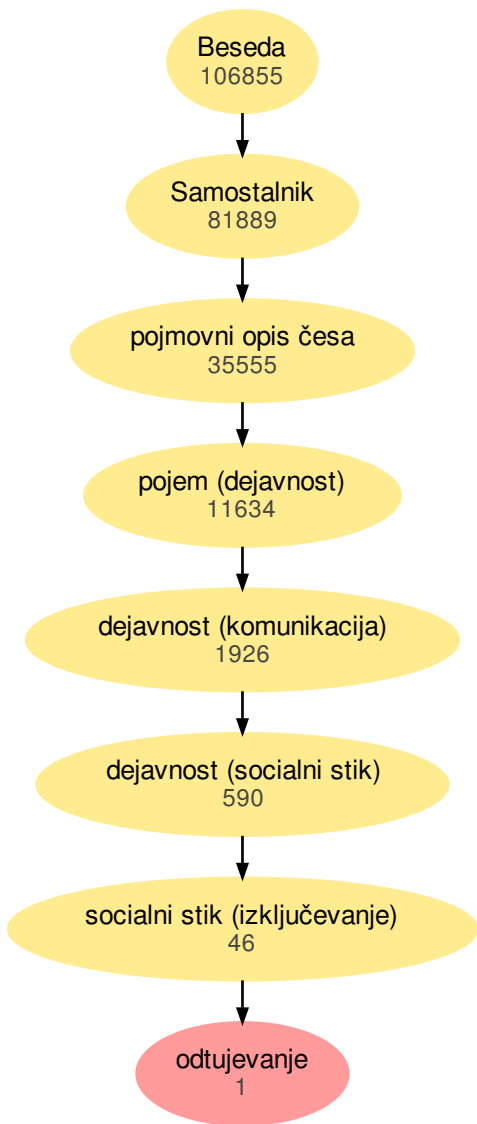 Beseda
106855
Samostalnik
81889
pojmovni opis česa
35555
pojem (dejavnost)
11634
dejavnost (komunikacija)
1926
dejavnost (socialni stik)
590
socialni stik (izključevanje)
46
odtujevanje
1